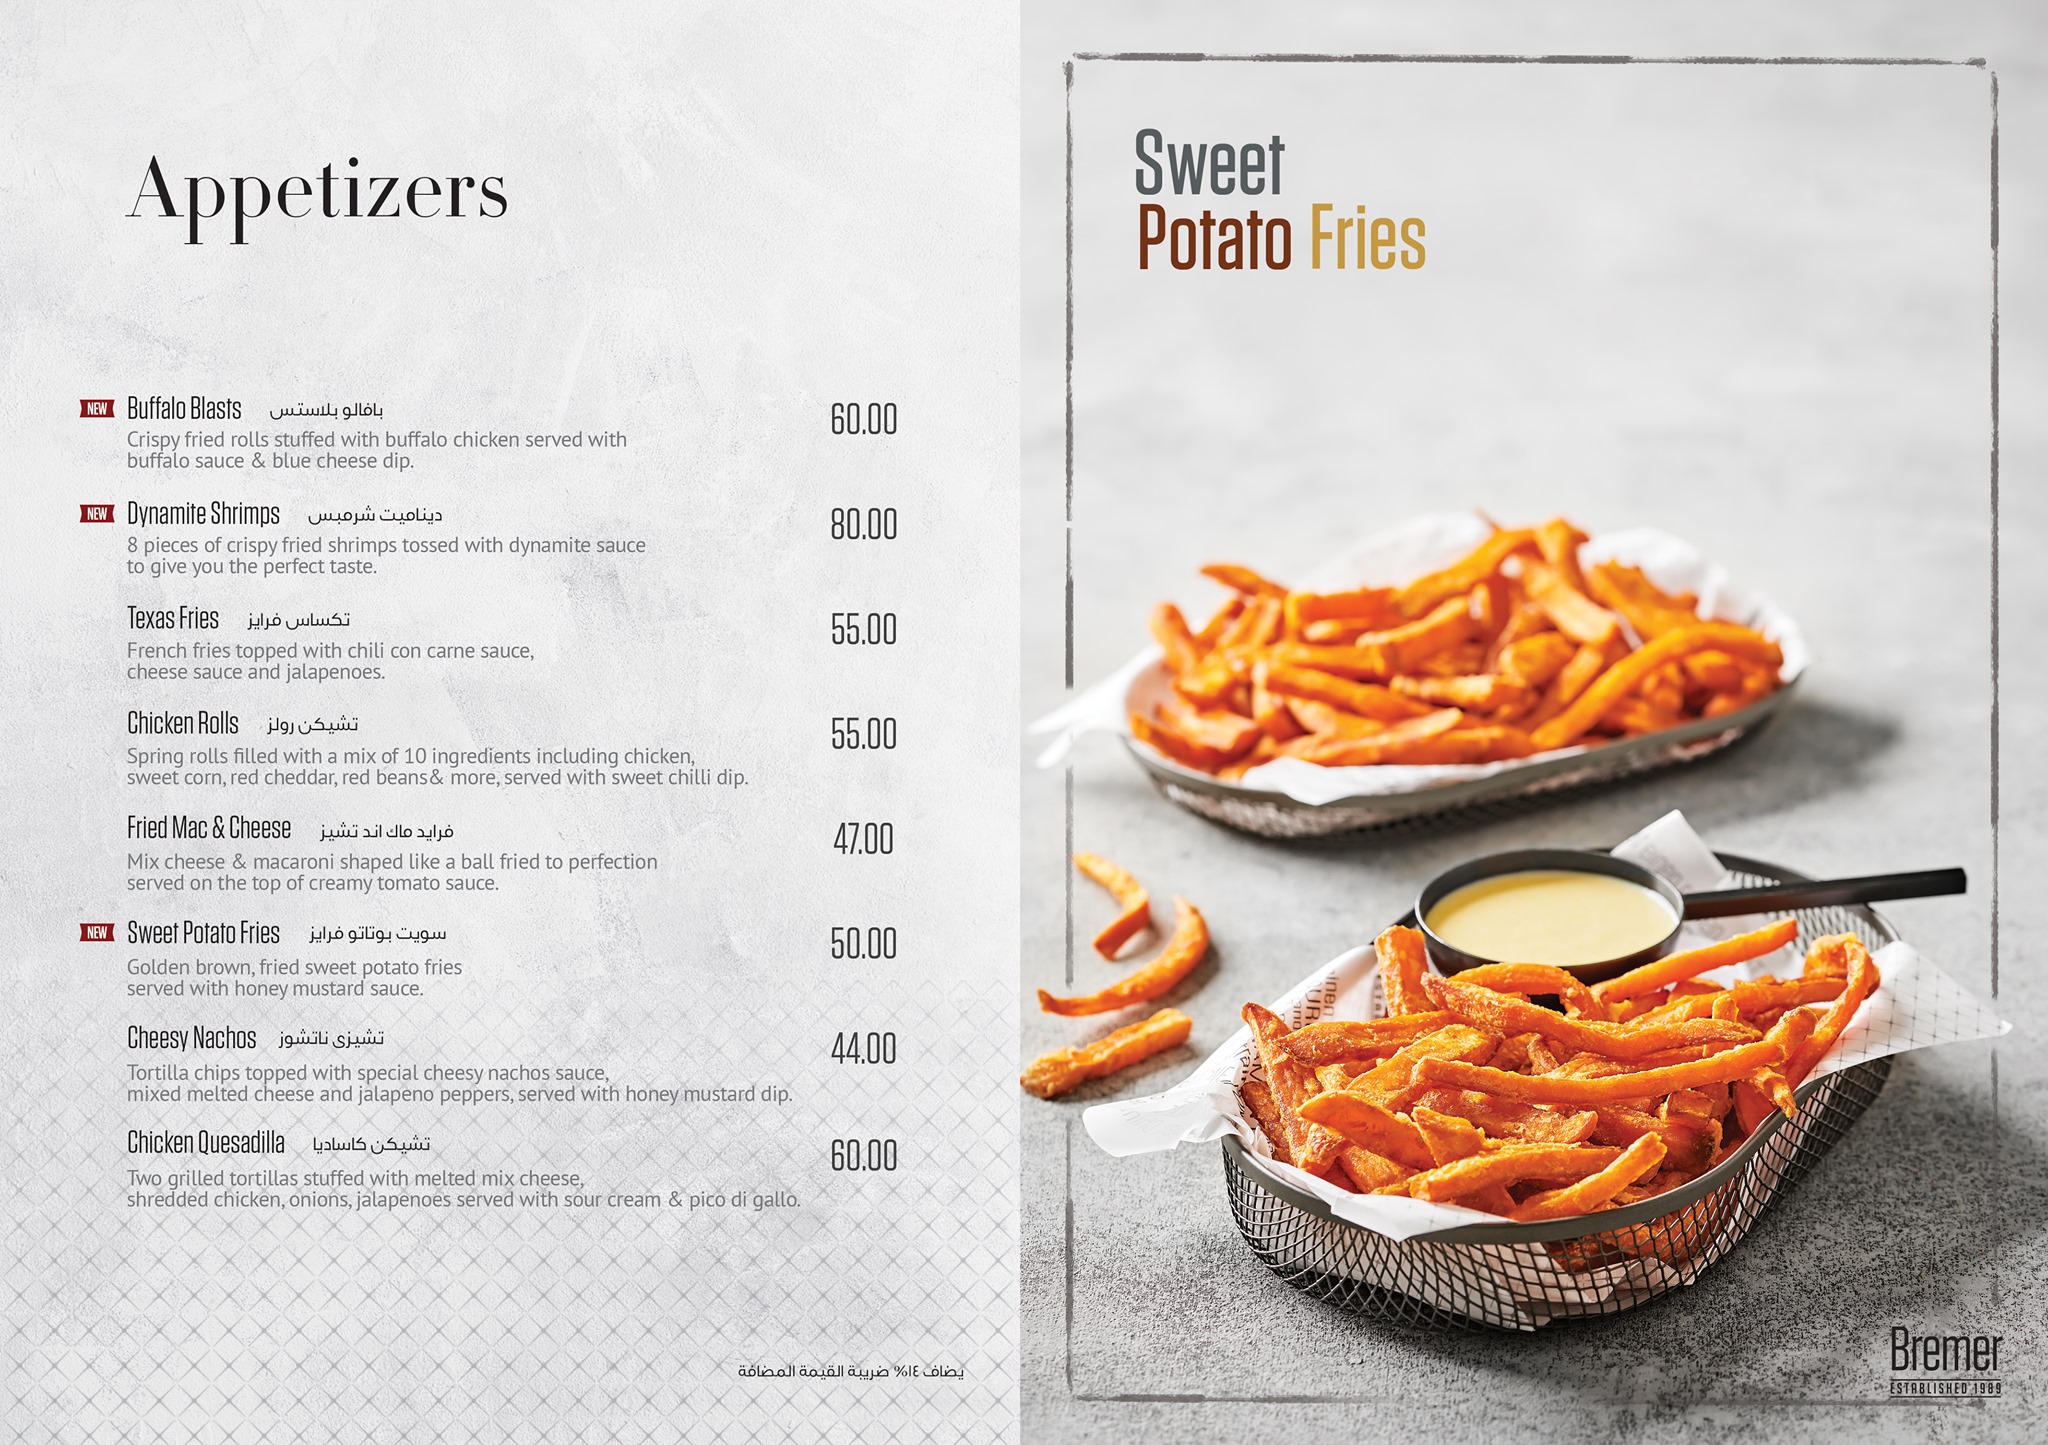 Appetizers
NEW Buffalo Blasts بافالو بلاستس 60.00
Crispy fried rolls stuffed with buffalo chicken served with
buffalo sauce & blue cheese dip.
NEW Dynamite Shrimps ديناميت شرمبس 80.00
8 pieces of crispy fried shrimps tossed with dynamite sauce
to give you the perfect taste.
Texas Fries تكساس فرايز 55.00
French fries topped with chili con carne sauce,
cheese sauce and jalapenoes.
Chicken Rolls تشيكن رولز 55.00
Spring rolls filled with a mix of 10 ingredients including chicken,
sweet corn, red cheddar, red beans& more, served with sweet chilli dip.
Fried Mac & Cheese فرايد ماك اند تشيز 47.00
Mix cheese & macaroni shaped like a ball fried to perfection
served on the top of creamy tomato sauce.
NEW Sweet Potato Fries سويت بوتاتو فرايز 50.00
Golden brown, fried sweet potato fries
served with honey mustard sauce.
Cheesy Nachos تشيزى ناتشوز 44.00
Tortilla chips topped with special cheesy nachos sauce,
mixed melted cheese and jalapeno peppers, served with honey mustard dip.
Chicken Quesadilla تشيكن كاساديا 60.00
Two grilled tortillas stuffed with melted mix cheese,
shredded chicken, onions, jalapenoes served with sour cream & pico di gallo.
يضاف ١٤% ضريبة القيمة المضافة
Sweet
Potato Fries
Bremer
ESTABLISHED 1989